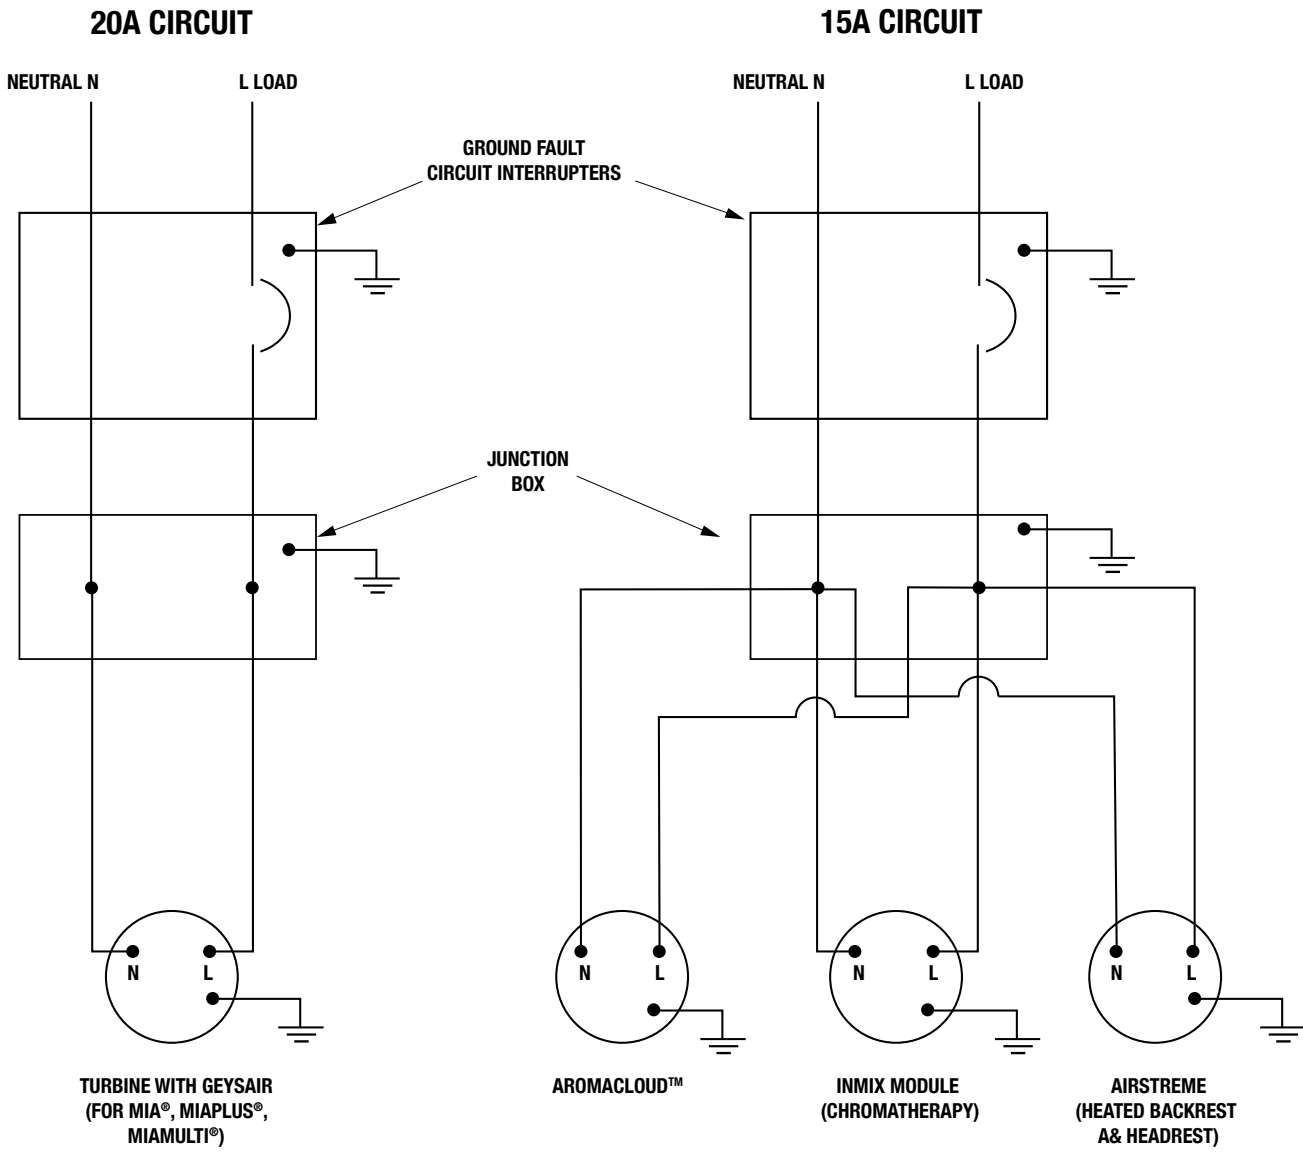 20A CIRCUIT
15A CIRCUIT
NEUTRAL N
L LOAD
NEUTRAL N
L LOAD
GROUND FAULT
CIRCUIT INTERRUPTERS
JUNCTION
BOX
N
L
N
L
N
L
N
L
TURBINE WITH GEYSAIR
(FOR MIA®, MIAPLUS®,
MIAMULTI®)
AROMACLOUD™
INMIX MODULE
(CHROMATHERAPY)
AIRSTREME
(HEATED BACKREST
A& HEADREST)